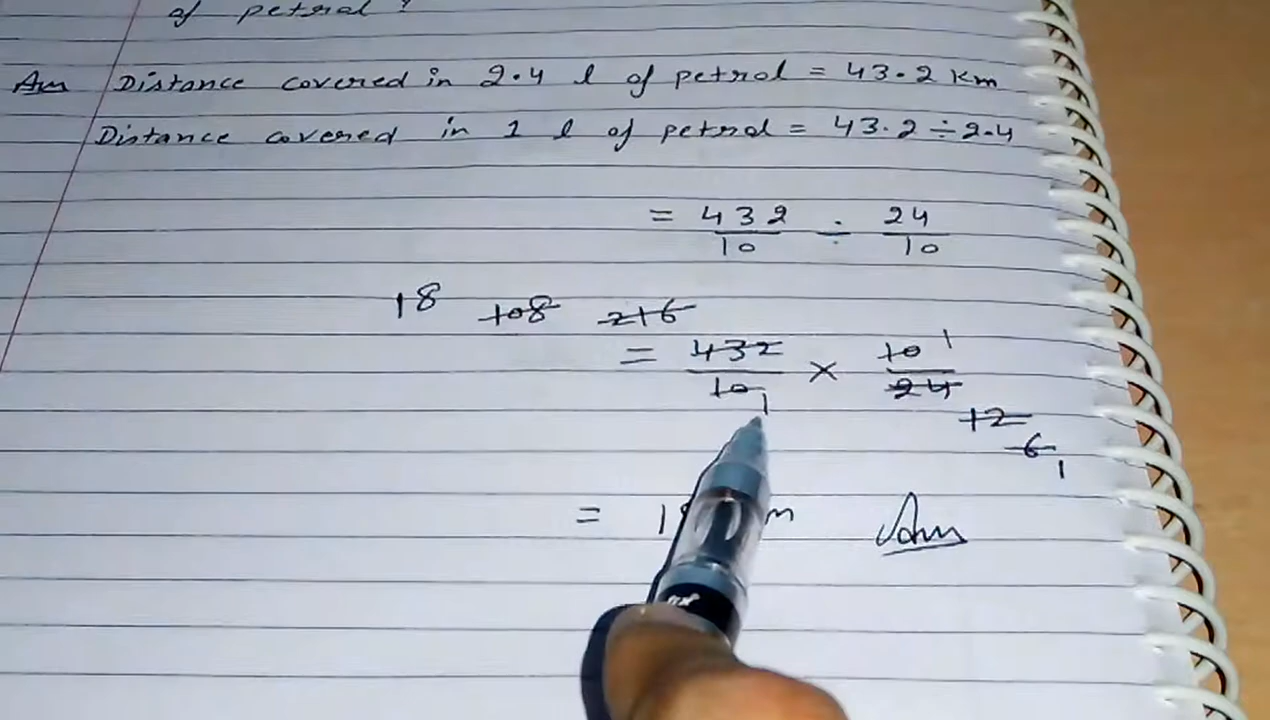 of petrol?
Ans Distance covered in 2.4 l of petrol = 43.2 Km
Distance covered in 1 l of petrol = 43.2 ÷ 2.4
= 432/10 ÷ 24/10
18 108 216
= 432/10 1 × 10 1/24
12
6 1
= Ans